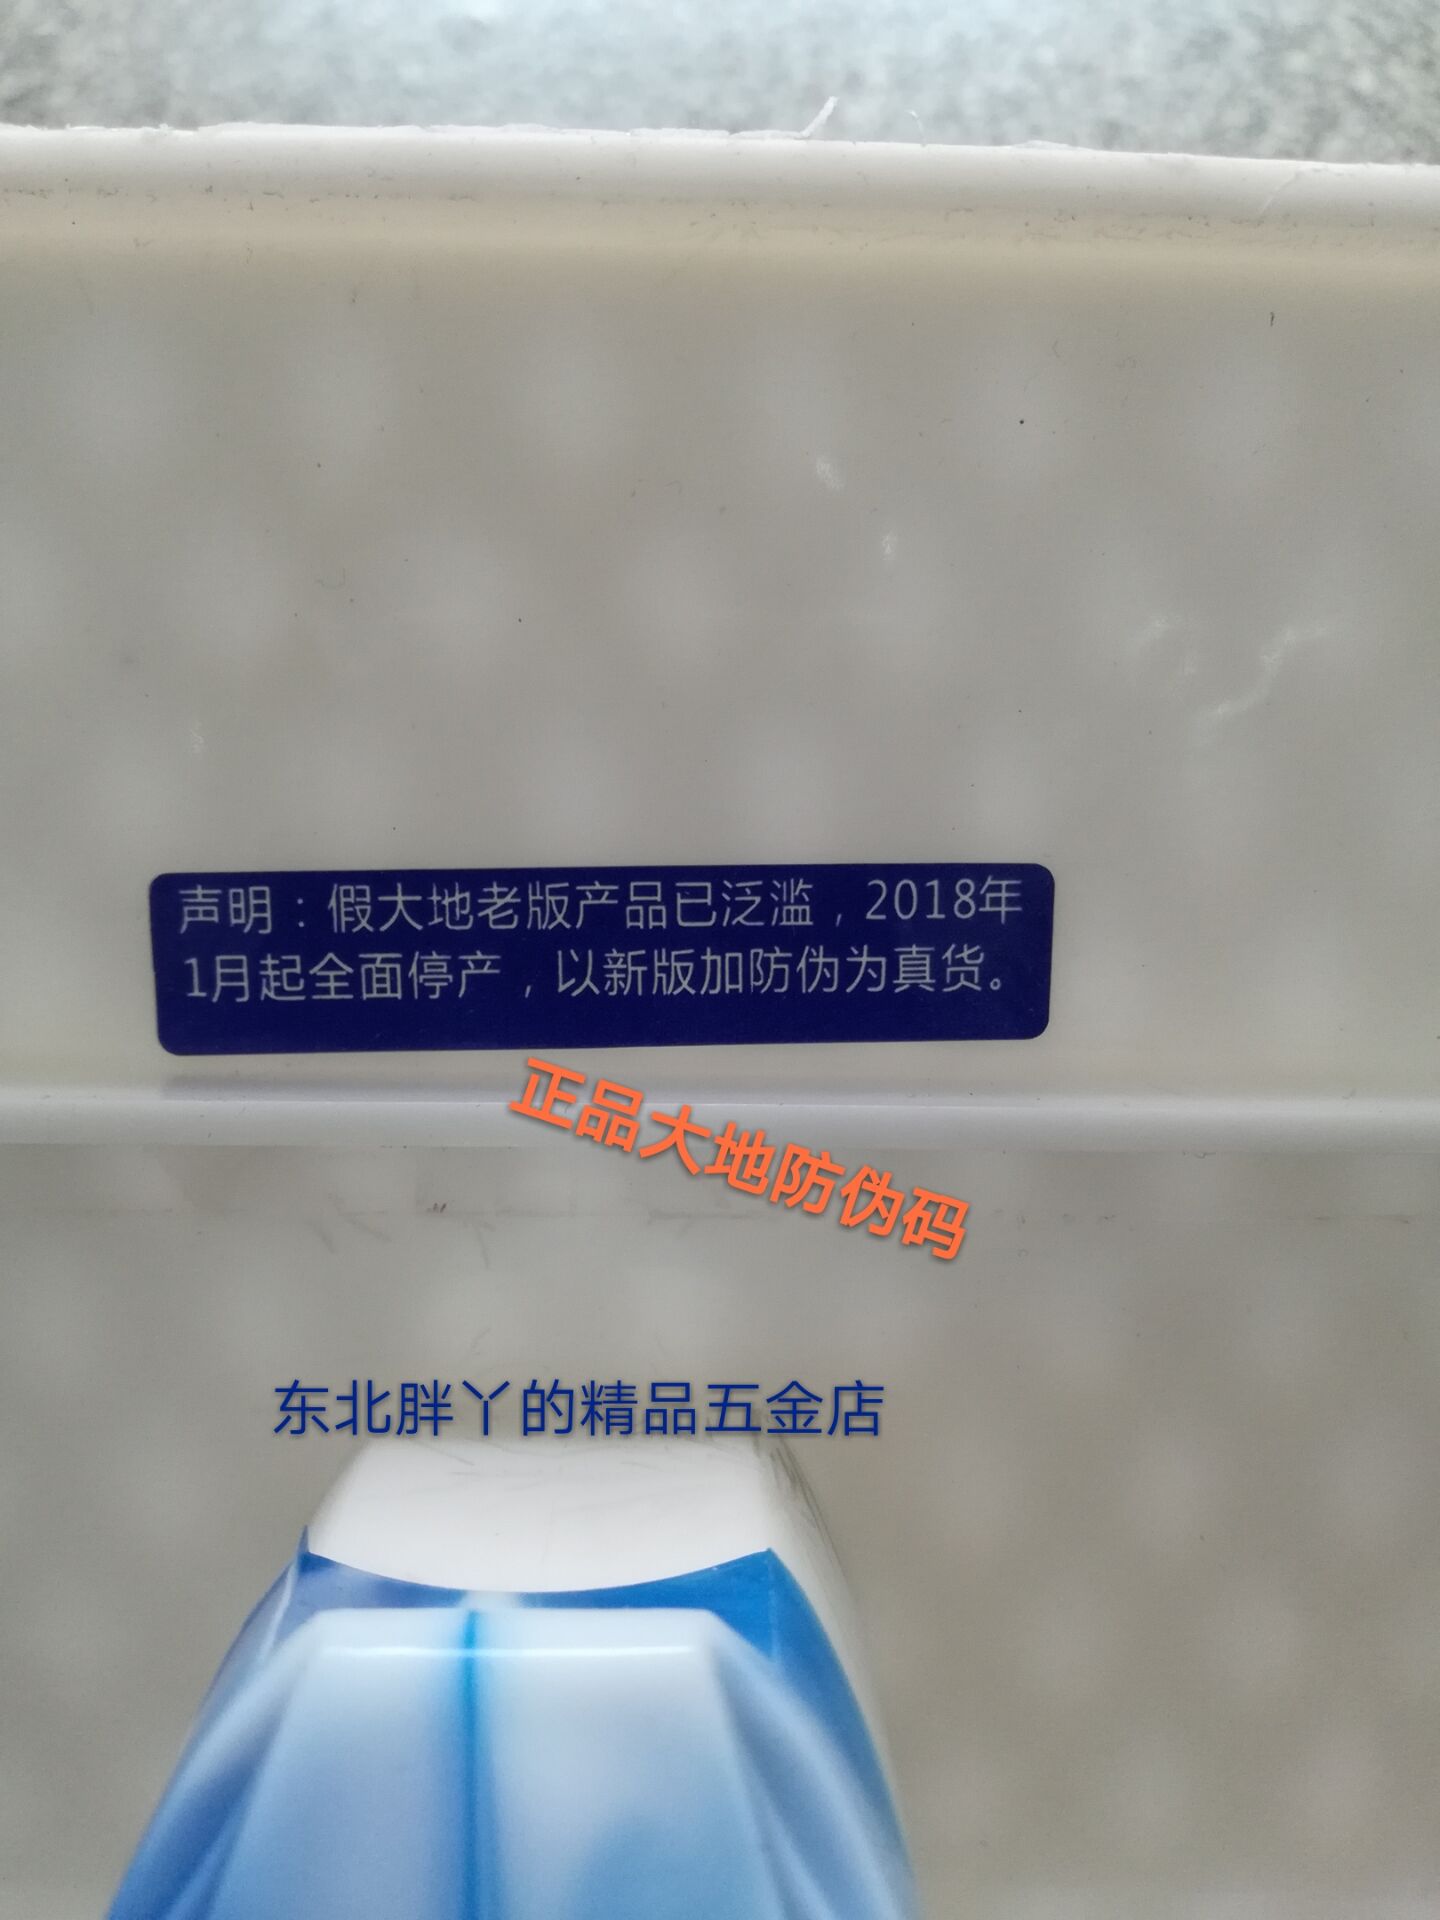 声明：假大地老版产品已泛滥，2018年
1月起全面停产，以新版加防伪为真货。
正品大地防伪码
东北胖丫的精品五金店